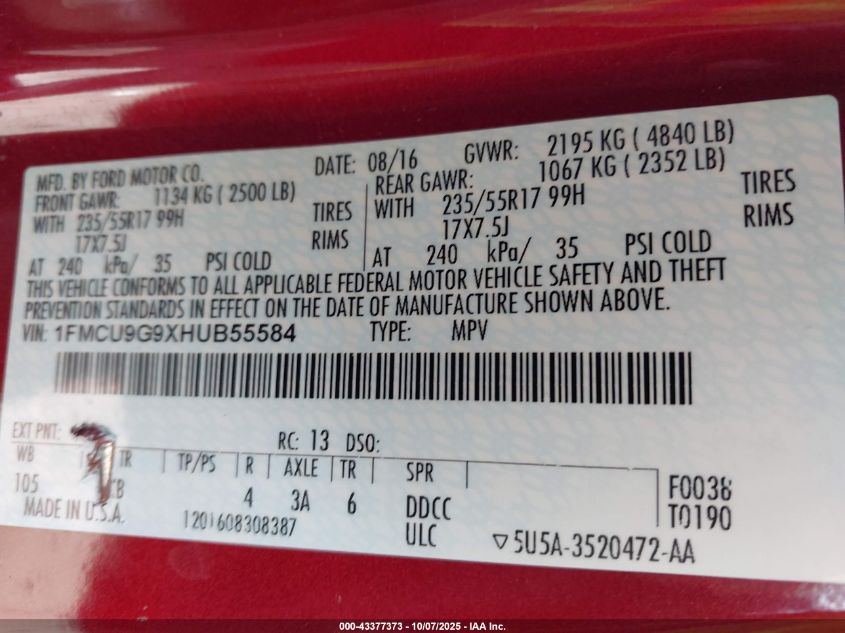 MFD. BY FORD MOTOR CO. DATE: 08/16 GVWR: 2195 KG ( 4840 LB)
FRONT GAWR: 1134 KG ( 2500 LB) REAR GAWR: 1067 KG ( 2352 LB)
WITH 235/55R17 99H TIRES WITH 235/55R17 99H TIRES
17X7.5J RIMS 17X7.5J RIMS
AT 240 kPa/ 35 PSI COLD AT 240 kPa/ 35 PSI COLD
THIS VEHICLE CONFORMS TO ALL APPLICABLE FEDERAL MOTOR VEHICLE SAFETY AND THEFT
PREVENTION STANDARDS IN EFFECT ON THE DATE OF MANUFACTURE SHOWN ABOVE.
VIN: 1FMCU9G9XHUB55584 TYPE: MPV
EXT PNT: RC: 13 DSO:
WB TR TP/PS R AXLE TR SPR
105 B 4 3A 6 DDCC F0038
MADE IN U.S.A. 1201608308387 ULC T0190
▽5U5A-3520472-AA
000-43377373 | 10/07/2025 - IAA Inc.